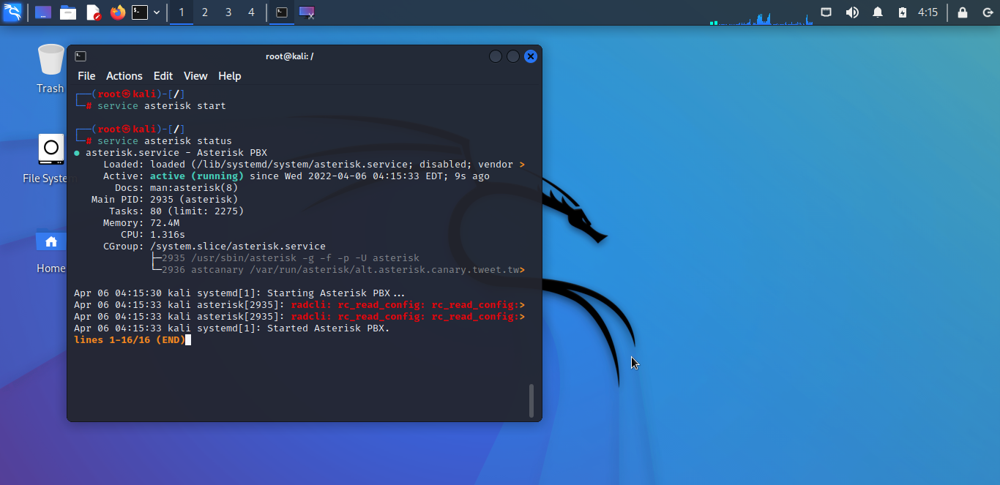 1 2 3 4
4:15
Trash
File Syste
Home
root@kali: /
File Actions Edit View Help
┌──(root㉿kali)-[/]
└─# service asterisk start
┌──(root㉿kali)-[/]
└─# service asterisk status
● asterisk.service - Asterisk PBX
Loaded: loaded (/lib/systemd/system/asterisk.service; disabled; vendor >
Active: active (running) since Wed 2022-04-06 04:15:33 EDT; 9s ago
Docs: man:asterisk(8)
Main PID: 2935 (asterisk)
Tasks: 80 (limit: 2275)
Memory: 72.4M
CPU: 1.316s
CGroup: /system.slice/asterisk.service
├─2935 /usr/sbin/asterisk -g -f -p -U asterisk
└─2936 astcanary /var/run/asterisk/alt.asterisk.canary.tweet.tw>
Apr 06 04:15:30 kali systemd[1]: Starting Asterisk PBX...
Apr 06 04:15:33 kali asterisk[2935]: radcli: rc_read_config: rc_read_config:>
Apr 06 04:15:33 kali asterisk[2935]: radcli: rc_read_config: rc_read_config:>
Apr 06 04:15:33 kali systemd[1]: Started Asterisk PBX.
lines 1-16/16 (END)